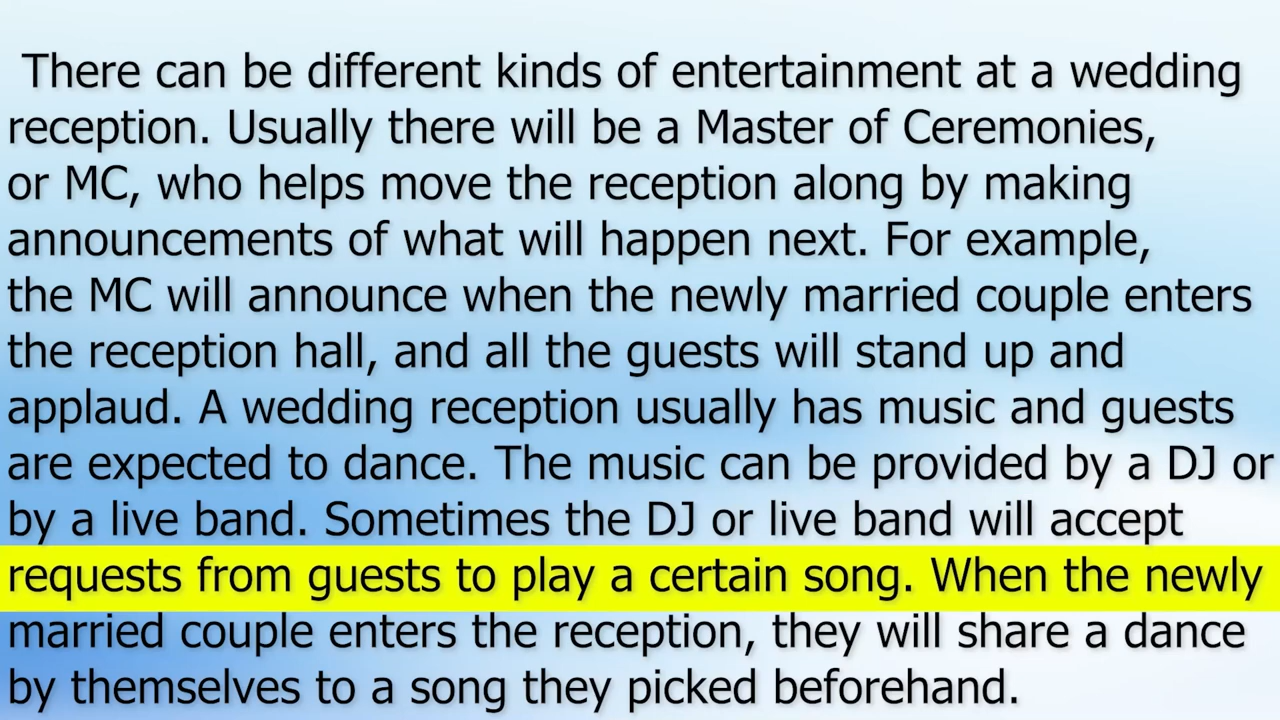 There can be different kinds of entertainment at a wedding
reception. Usually there will be a Master of Ceremonies,
or MC, who helps move the reception along by making
announcements of what will happen next. For example,
the MC will announce when the newly married couple enters
the reception hall, and all the guests will stand up and
applaud. A wedding reception usually has music and guests
are expected to dance. The music can be provided by a DJ or
by a live band. Sometimes the DJ or live band will accept
requests from guests to play a certain song. When the newly
married couple enters the reception, they will share a dance
by themselves to a song they picked beforehand.